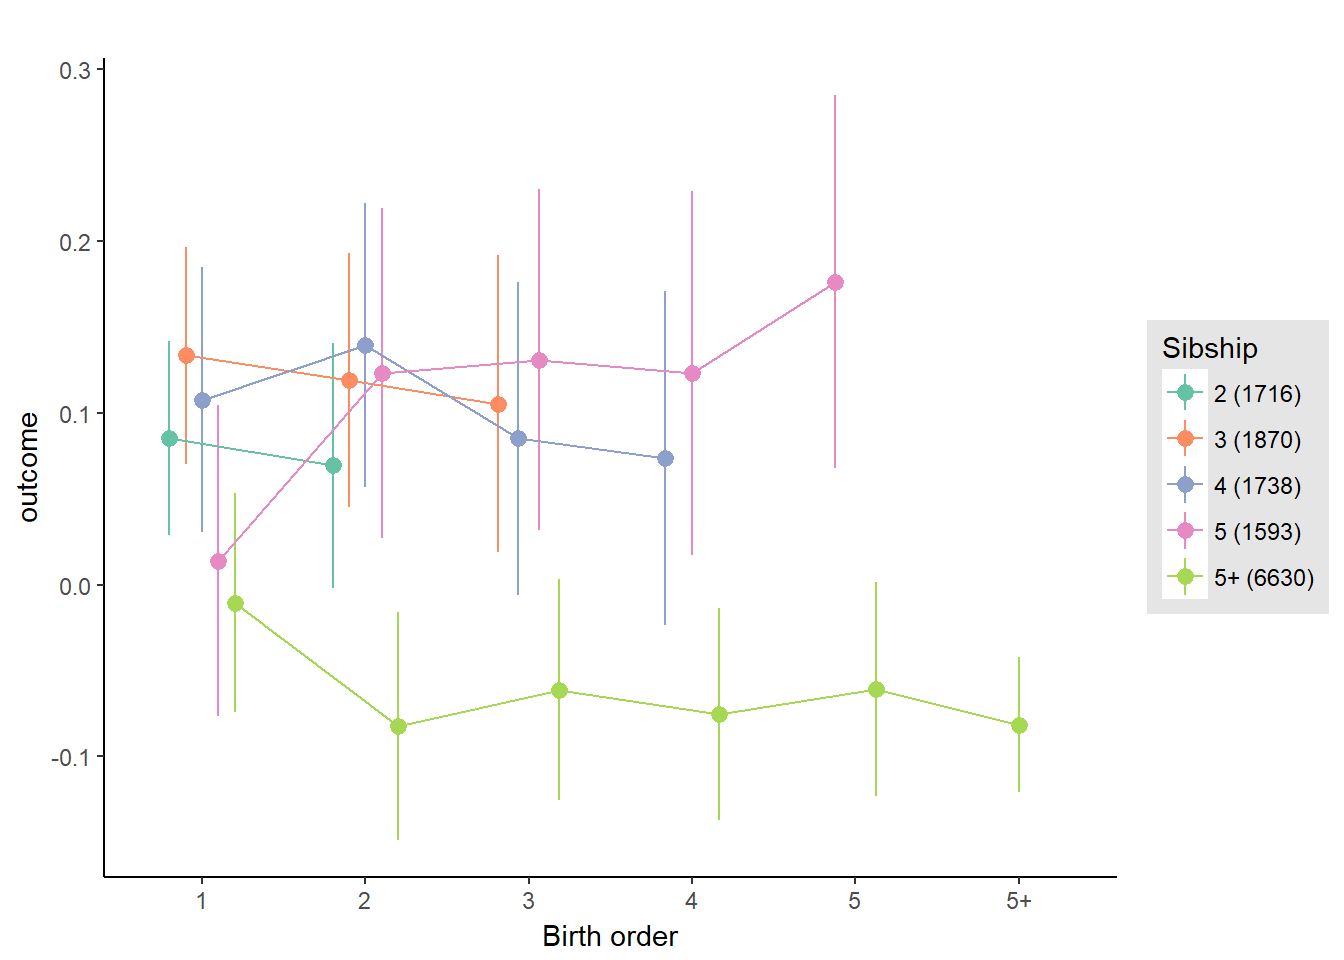 0.3
0.2
0.1
0.0
-0.1
outcome
1 2 3 4 5 5+
Birth order
Sibship
2 (1716)
3 (1870)
4 (1738)
5 (1593)
5+ (6630)